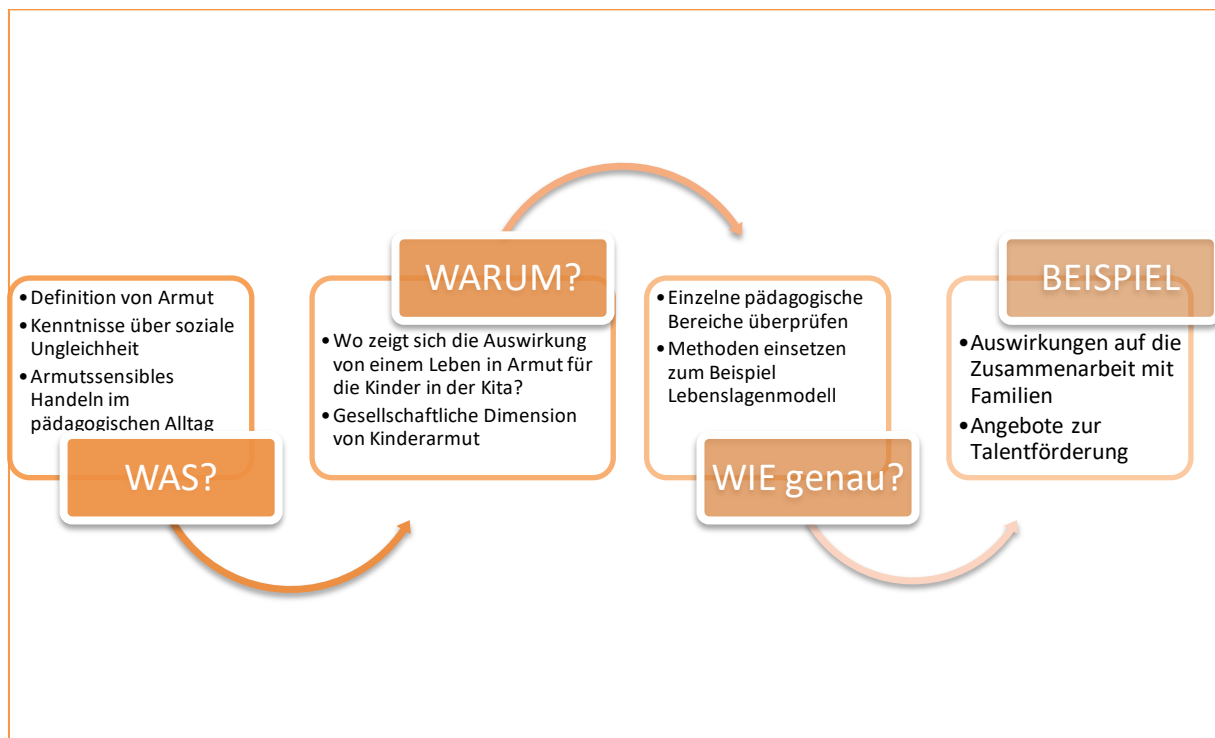 • Definition von Armut
• Kenntnisse über soziale
Ungleichheit
• Armutssensibles
Handeln im
pädagogischen Alltag
WAS?
WARUM?
• Wo zeigt sich die Auswirkung
von einem Leben in Armut für
die Kinder in der Kita?
• Gesellschaftliche Dimension
von Kinderarmut
• Einzelne pädagogische
Bereiche überprüfen
• Methoden einsetzen
zum Beispiel
Lebenslagenmodell
WIE genau?
BEISPIEL
• Auswirkungen auf die
Zusammenarbeit mit
Familien
• Angebote zur
Talentförderung